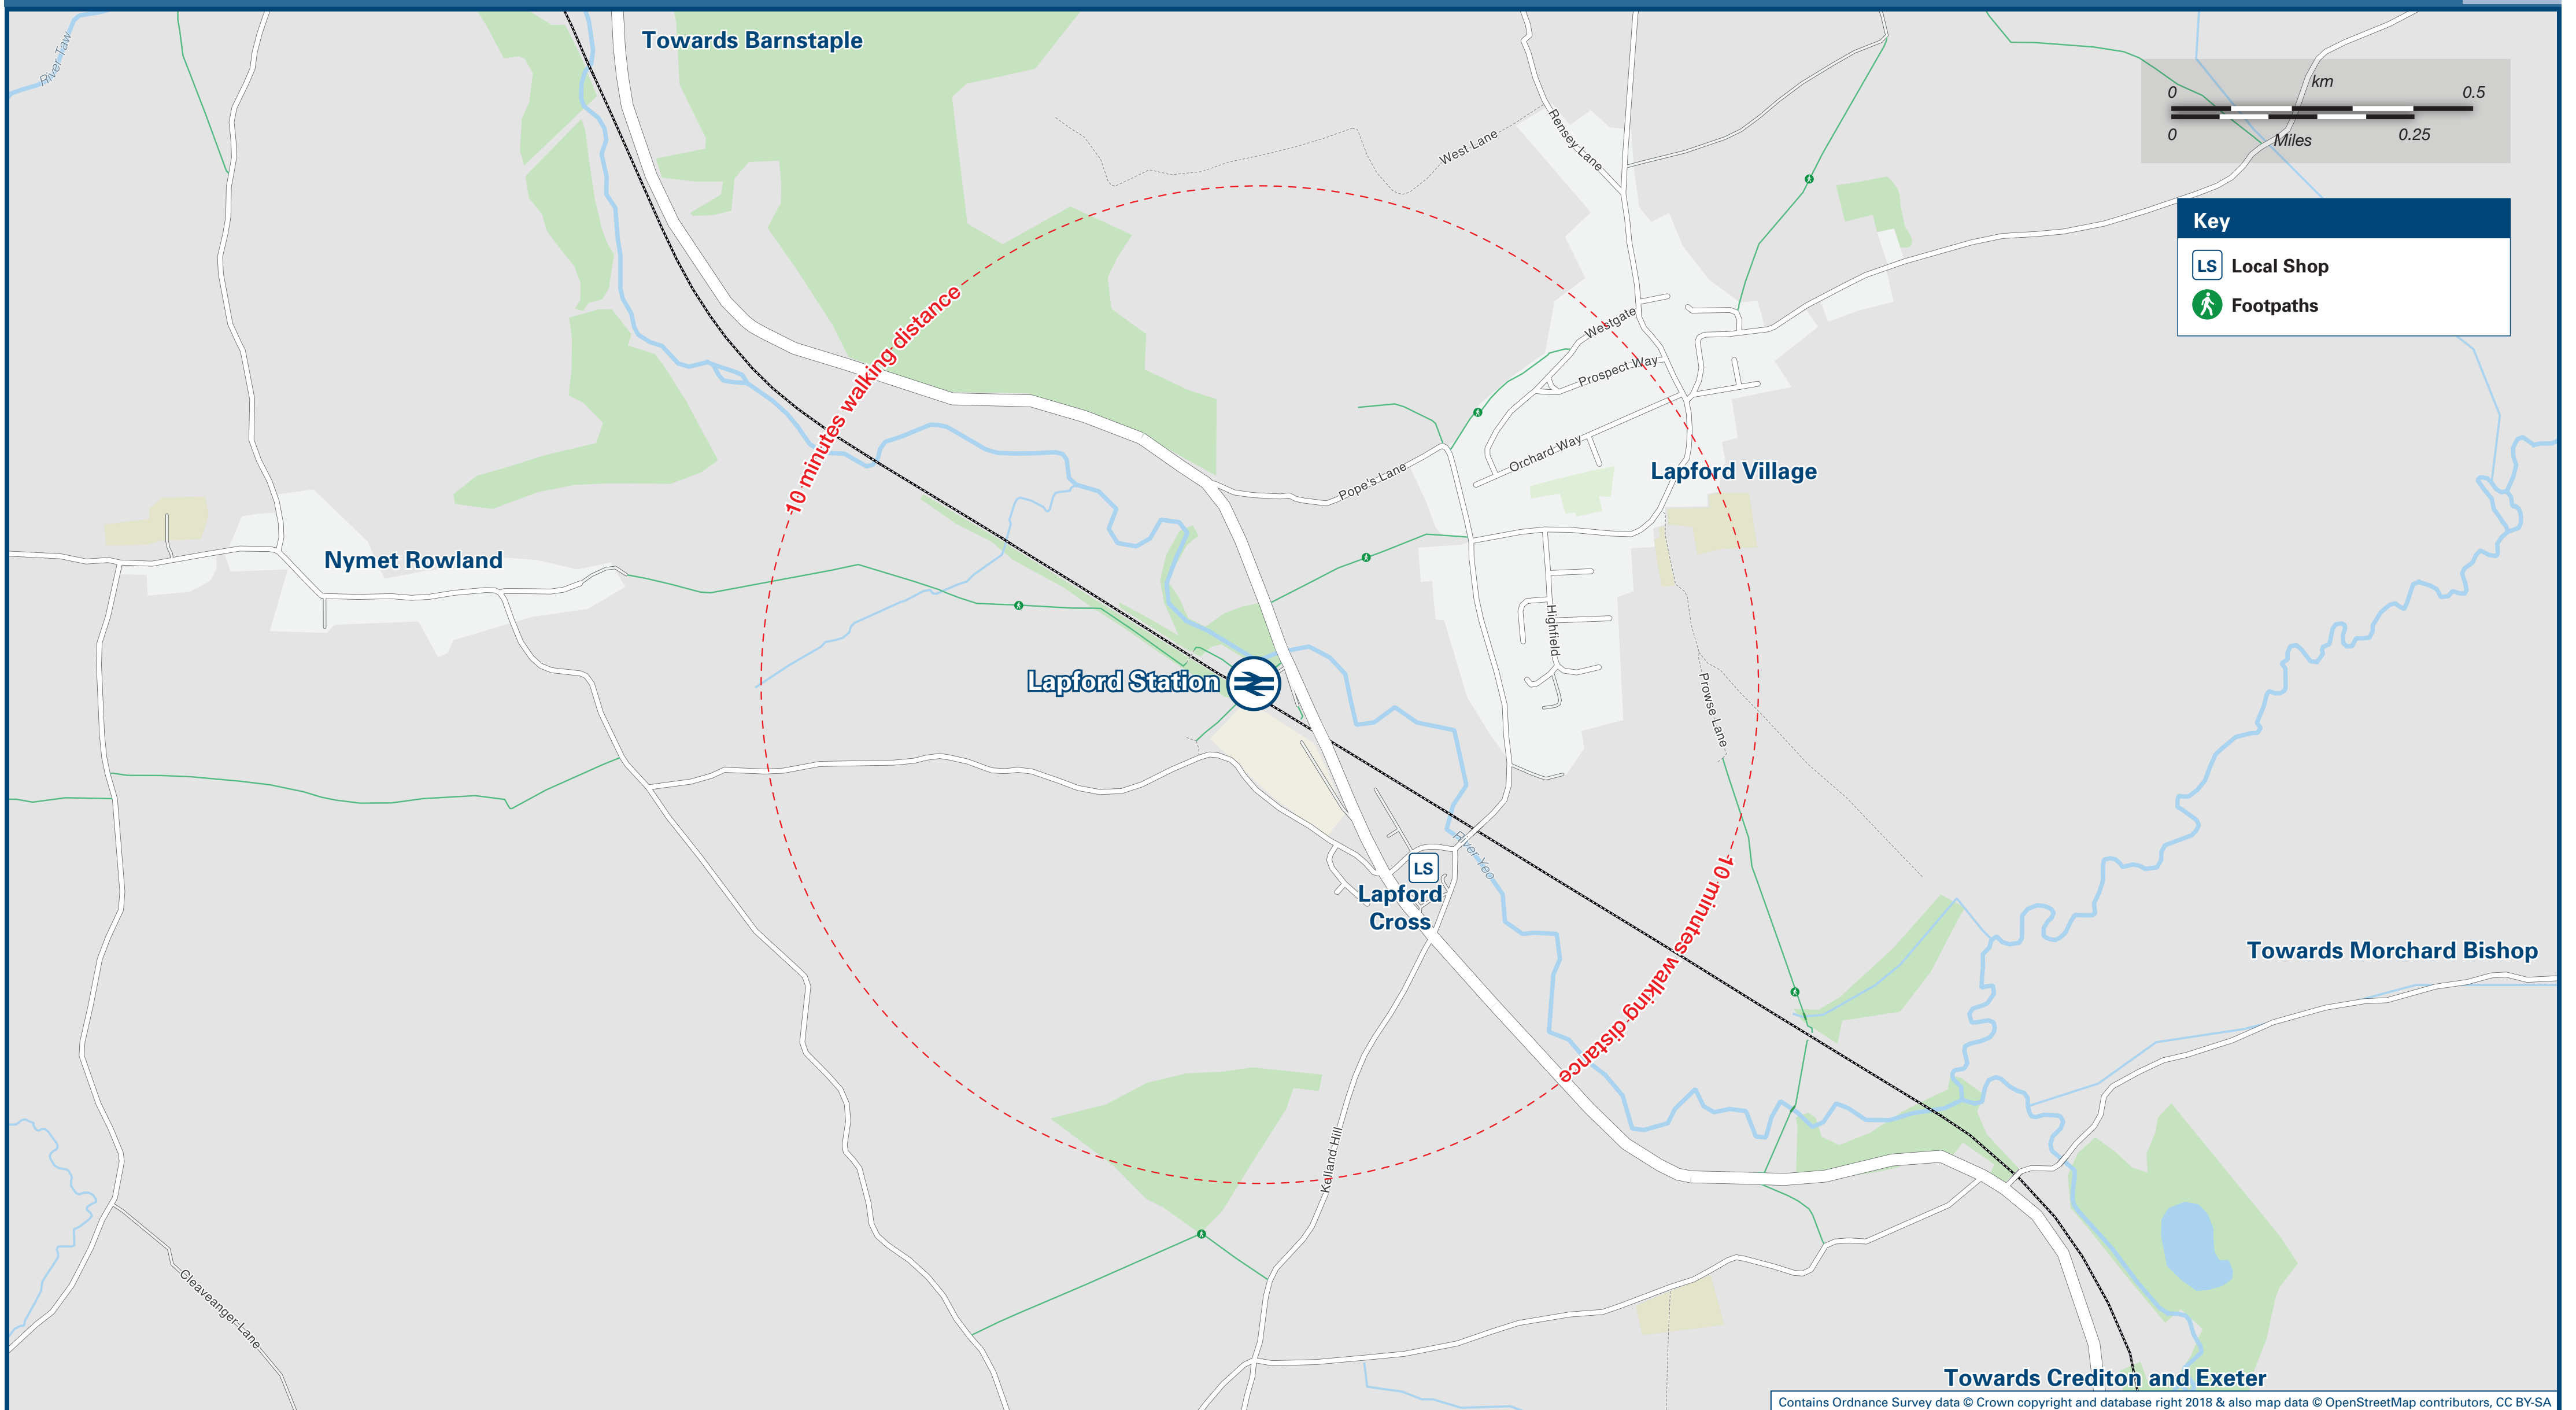 Towards Barnstaple
River Taw
km
0 0.5
0 0.25
Miles
Rensey Lane
West Lane
Key
LS Local Shop
Footpaths
10 minutes walking distance
Westgate
Prospect Way
Orchard Way
Pope's Lane
Lapford Village
Nymet Rowland
Highfield
Lapford Station
Prowse Lane
River Yeo
LS
Lapford
Cross
10 minutes walking distance
Towards Morchard Bishop
Kelland Hill
Cleaveanger Lane
Towards Crediton and Exeter
Contains Ordnance Survey data © Crown copyright and database right 2018 & also map data © OpenStreetMap contributors, CC BY-SA